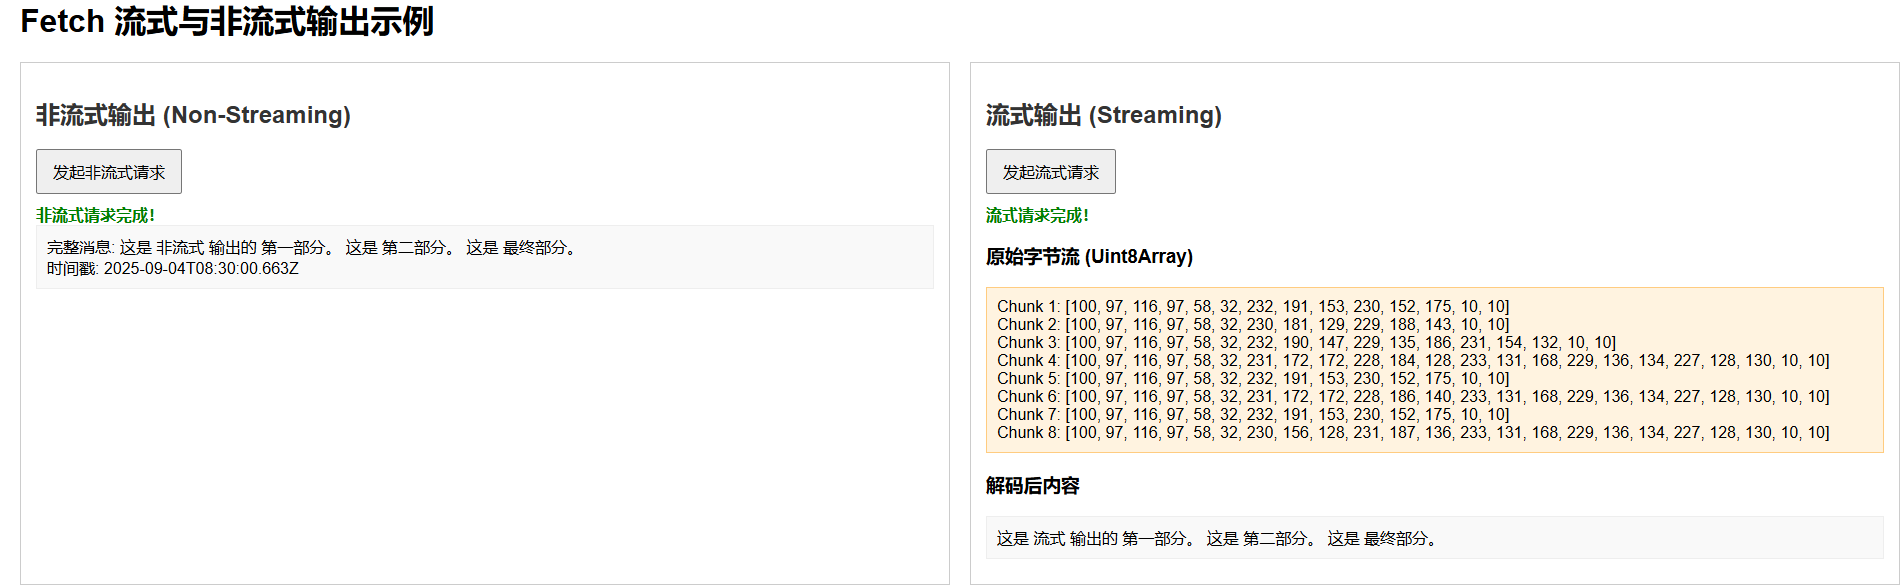 Fetch 流式与非流式输出示例
非流式输出 (Non-Streaming)
发起非流式请求
非流式请求完成!
完整消息: 这是 非流式 输出的 第一部分。 这是 第二部分。 这是 最终部分。
时间戳: 2025-09-04T08:30:00.663Z
流式输出 (Streaming)
发起流式请求
流式请求完成!
原始字节流 (Uint8Array)
Chunk 1: [100, 97, 116, 97, 58, 32, 232, 191, 153, 230, 152, 175, 10, 10]
Chunk 2: [100, 97, 116, 97, 58, 32, 230, 181, 129, 229, 188, 143, 10, 10]
Chunk 3: [100, 97, 116, 97, 58, 32, 232, 190, 147, 229, 135, 186, 231, 154, 132, 10, 10]
Chunk 4: [100, 97, 116, 97, 58, 32, 231, 172, 172, 228, 184, 128, 233, 131, 168, 229, 136, 134, 227, 128, 130, 10, 10]
Chunk 5: [100, 97, 116, 97, 58, 32, 232, 191, 153, 230, 152, 175, 10, 10]
Chunk 6: [100, 97, 116, 97, 58, 32, 231, 172, 172, 228, 186, 140, 233, 131, 168, 229, 136, 134, 227, 128, 130, 10, 10]
Chunk 7: [100, 97, 116, 97, 58, 32, 232, 191, 153, 230, 152, 175, 10, 10]
Chunk 8: [100, 97, 116, 97, 58, 32, 230, 156, 128, 231, 187, 136, 233, 131, 168, 229, 136, 134, 227, 128, 130, 10, 10]
解码后内容
这是 流式 输出的 第一部分。 这是 第二部分。 这是 最终部分。